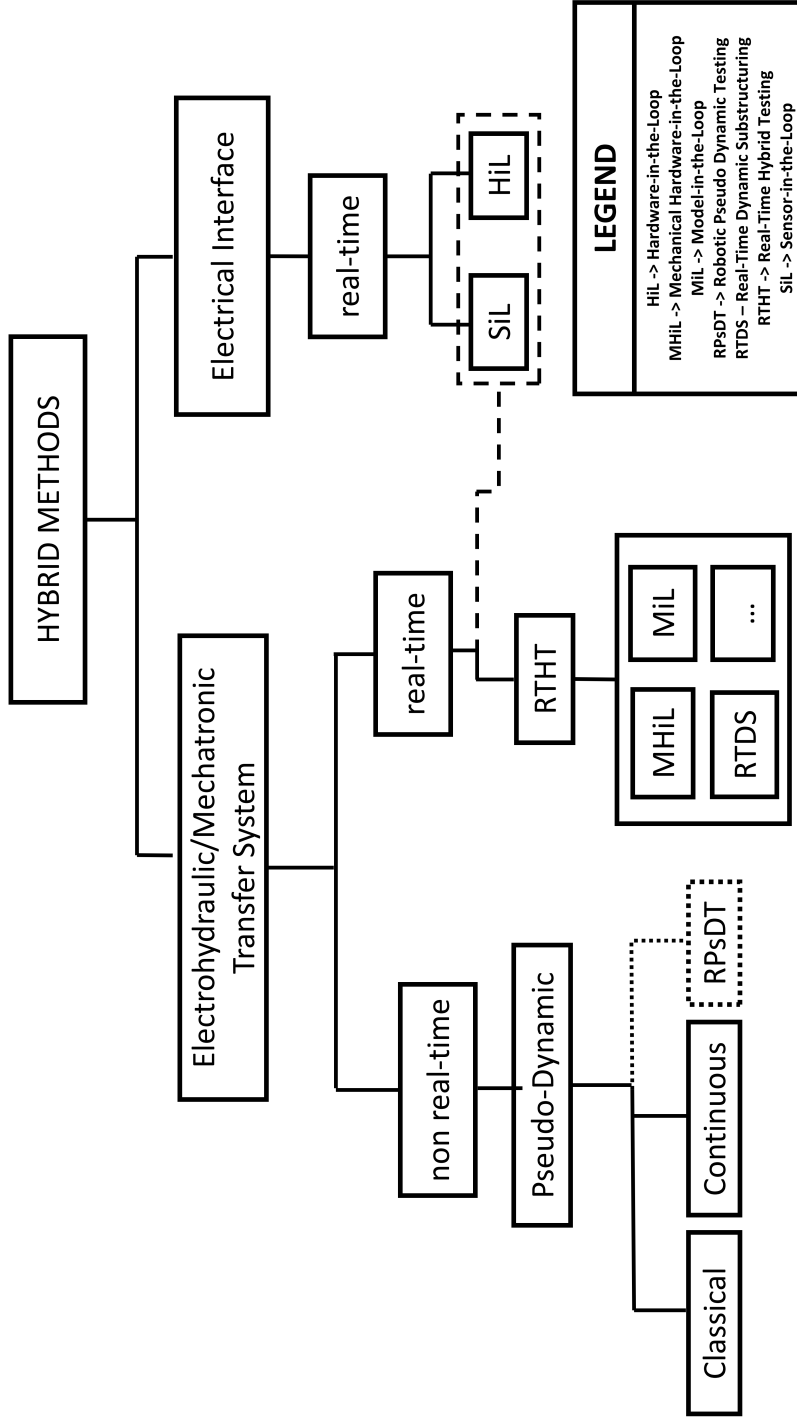 HYBRID METHODS
Electrohydraulic/Mechatronic
Transfer System
Electrical Interface
non real-time
real-time
real-time
Pseudo-Dynamic
RTHT
SiL
HiL
Classical
Continuous
RPsDT
MHiL
MiL
RTDS
...
LEGEND
HiL -> Hardware-in-the-Loop
MHiL -> Mechanical Hardware-in-the-Loop
MiL -> Model-in-the-Loop
RPsDT -> Robotic Pseudo Dynamic Testing
RTDS – Real-Time Dynamic Substructuring
RTHT -> Real-Time Hybrid Testing
SiL -> Sensor-in-the-Loop